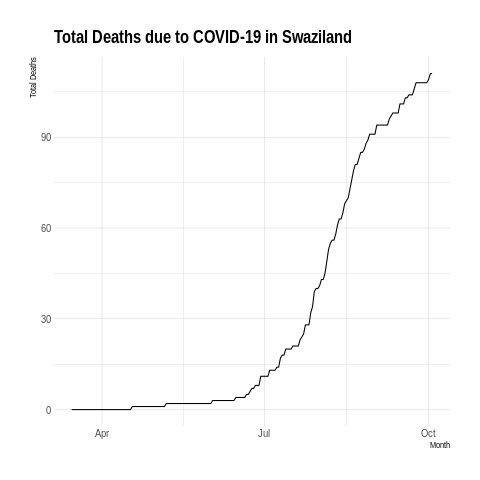 Total Deaths due to COVID-19 in Swaziland
Total Deaths
90
60
30
0
Apr
Jul
Oct
Month